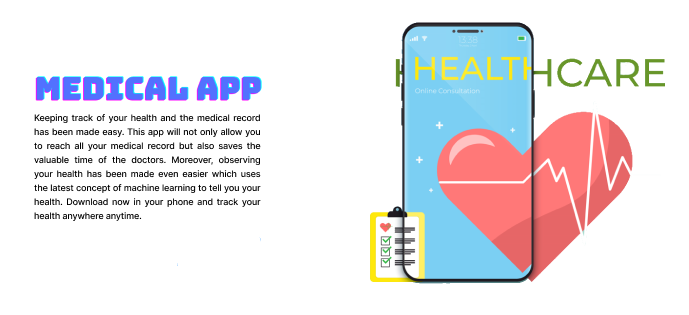 MEDICAL APP
Keeping track of your health and the medical record
has been made easy. This app will not only allow you
to reach all your medical record but also saves the
valuable time of the doctors. Moreover, observing
your health has been made even easier which uses
the latest concept of machine learning to tell you your
health. Download now in your phone and track your
health anywhere anytime.
HEALTHCARE
Online Consultation